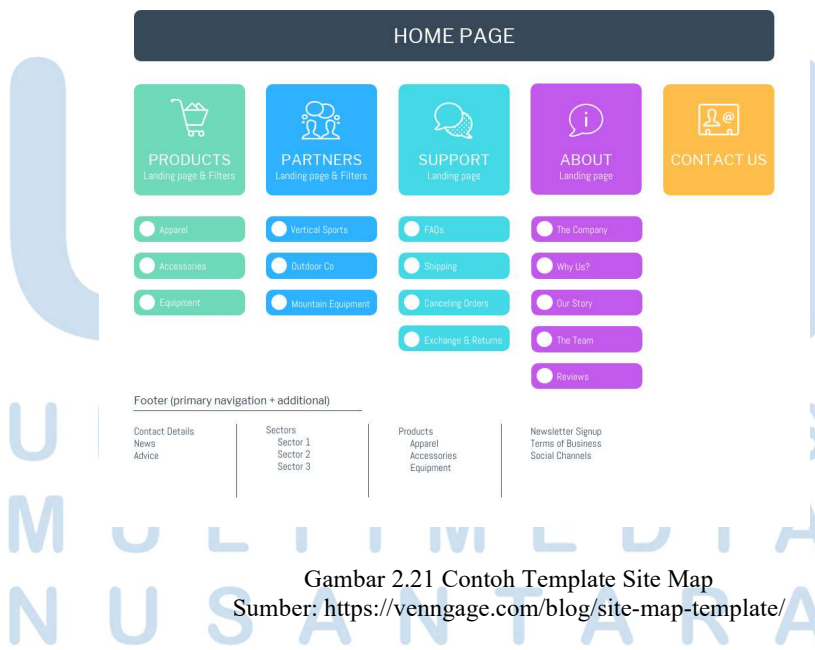 HOME PAGE
PRODUCTS
Landing page & Filters
Apparel
Accessories
Equipment
PARTNERS
Landing page & Filters
Vertical Sports
Outdoor Co
Mountain Equipment
SUPPORT
Landing page
FAQs
Shipping
Canceling Orders
Exchange & Returns
ABOUT
Landing page
The Company
Why Us?
Our Story
The Team
Reviews
CONTACT US
Footer (primary navigation + additional)
Contact Details
News
Advice
Sectors
Sector 1
Sector 2
Sector 3
Products
Apparel
Accessories
Equipment
Newsletter Signup
Terms of Business
Social Channels
MULTIMEDIA
Gambar 2.21 Contoh Template Site Map
Sumber: https://venngage.com/blog/site-map-template/
NUSANTARA